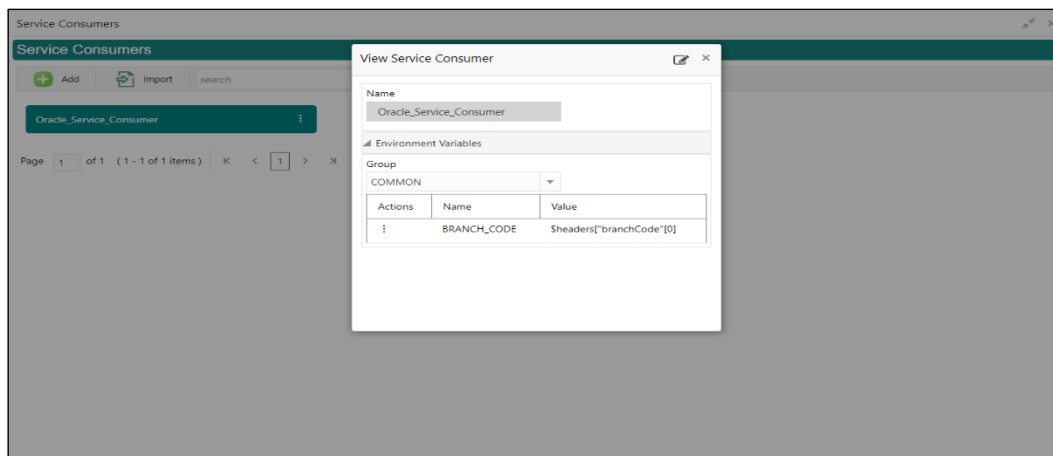 Service Consumers
Service Consumers
Add Import search
Oracle_Service_Consumer
Page 1 of 1 ( 1 - 1 of 1 items ) K < 1 > Я
View Service Consumer ×
Name
Oracle_Service_Consumer
Environment Variables
Group
COMMON
Actions Name Value
BRANCH_CODE $headers["branchCode"[0]